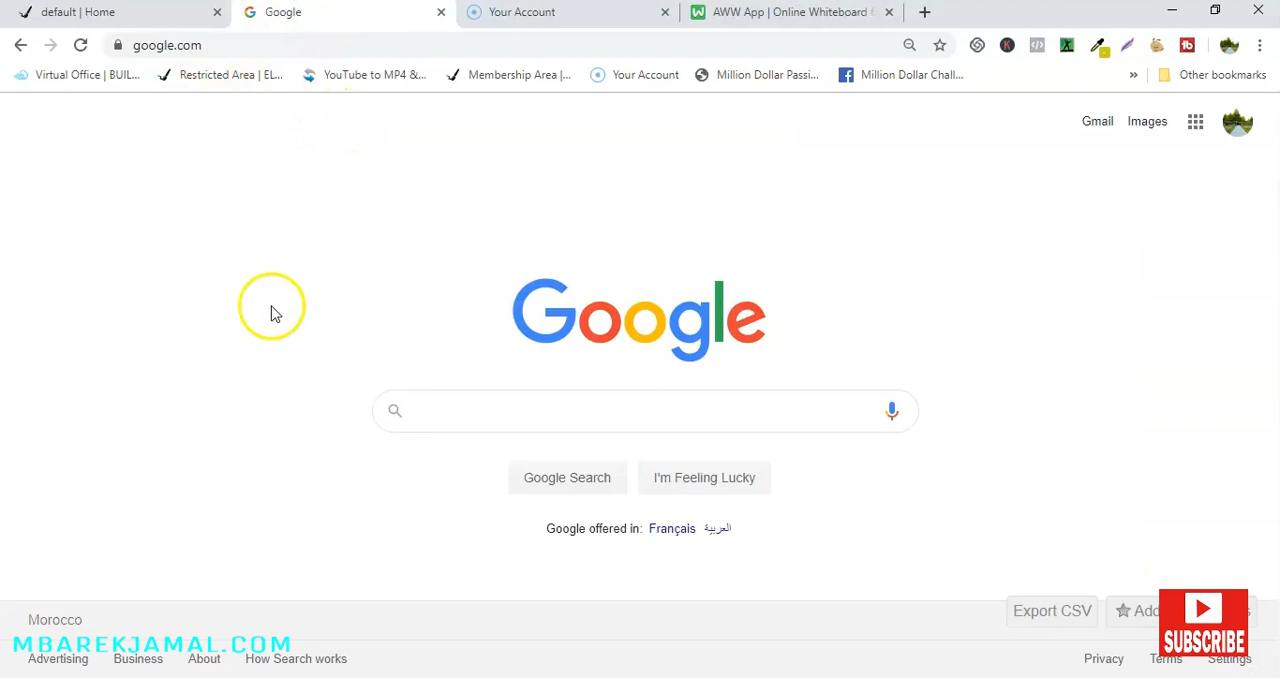 default | Home
Google
Your Account
AWW App | Online Whiteboard
google.com
Virtual Office | BUIL...
Restricted Area | EL...
YouTube to MP4 &...
Membership Area |...
Your Account
Million Dollar Passi...
Million Dollar Chall...
Other bookmarks
Gmail
Images
Google
Google Search
I'm Feeling Lucky
Google offered in: Français العربية
Export CSV
Morocco
MBAREKJAMAL.COM
SUBSCRIBE
Advertising
Business
About
How Search works
Privacy
Terms
Settings